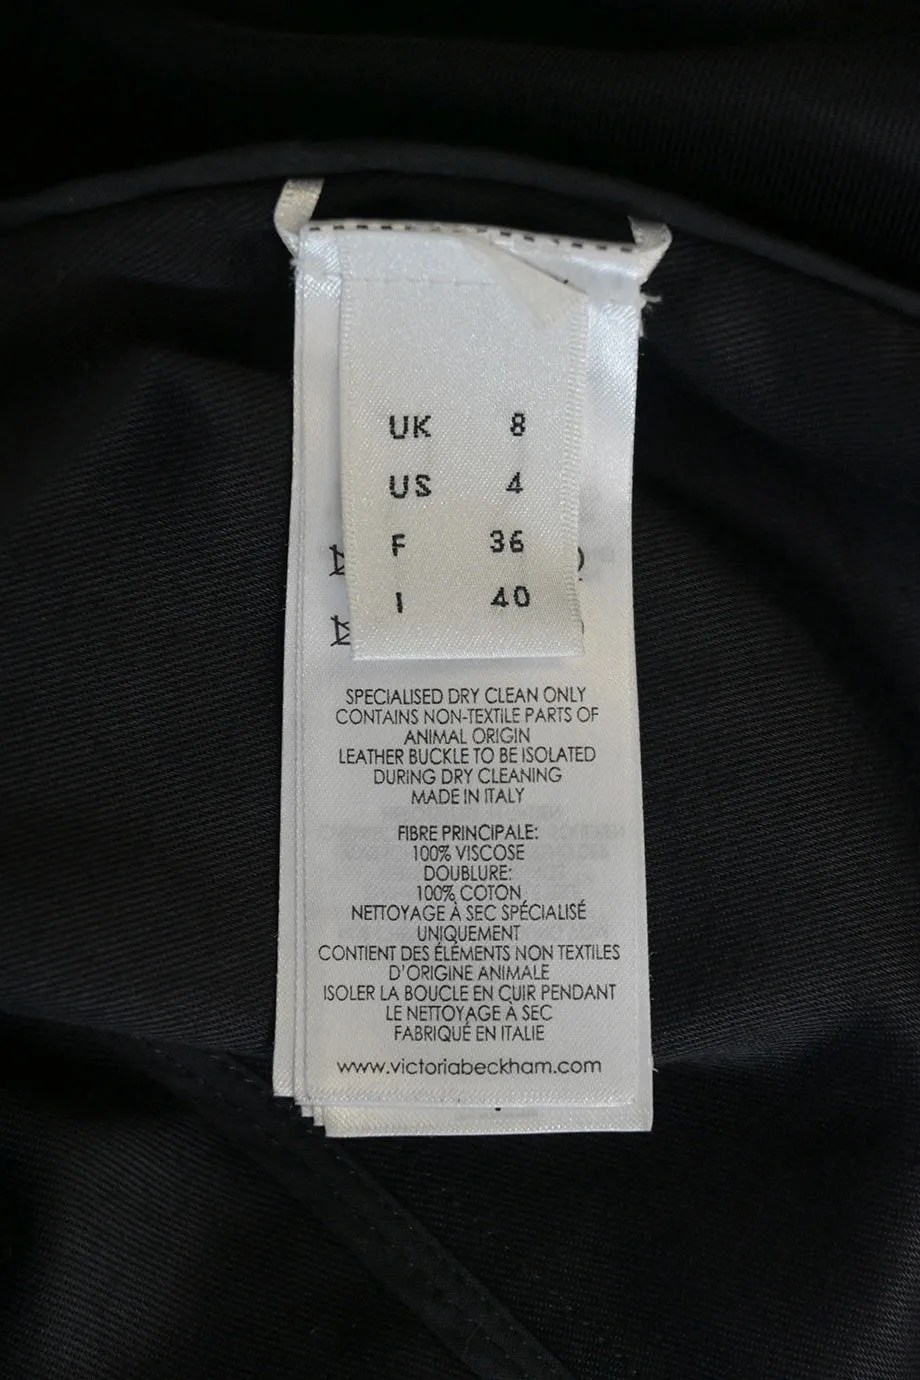 UK 8
US 4
F 36
I 40
SPECIALISED DRY CLEAN ONLY
CONTAINS NON-TEXTILE PARTS OF
ANIMAL ORIGIN
LEATHER BUCKLE TO BE ISOLATED
DURING DRY CLEANING
MADE IN ITALY
FIBRE PRINCIPALE:
100% VISCOSE
DOUBLURE:
100% COTON
NETTOYAGE À SEC SPÉCIALISÉ
UNIQUEMENT
CONTIENT DES ÉLÉMENTS NON TEXTILES
D'ORIGINE ANIMALE
ISOLER LA BOUCLE EN CUIR PENDANT
LE NETTOYAGE À SEC
FABRIQUÉ EN ITALIE
www.victoriabeckham.com